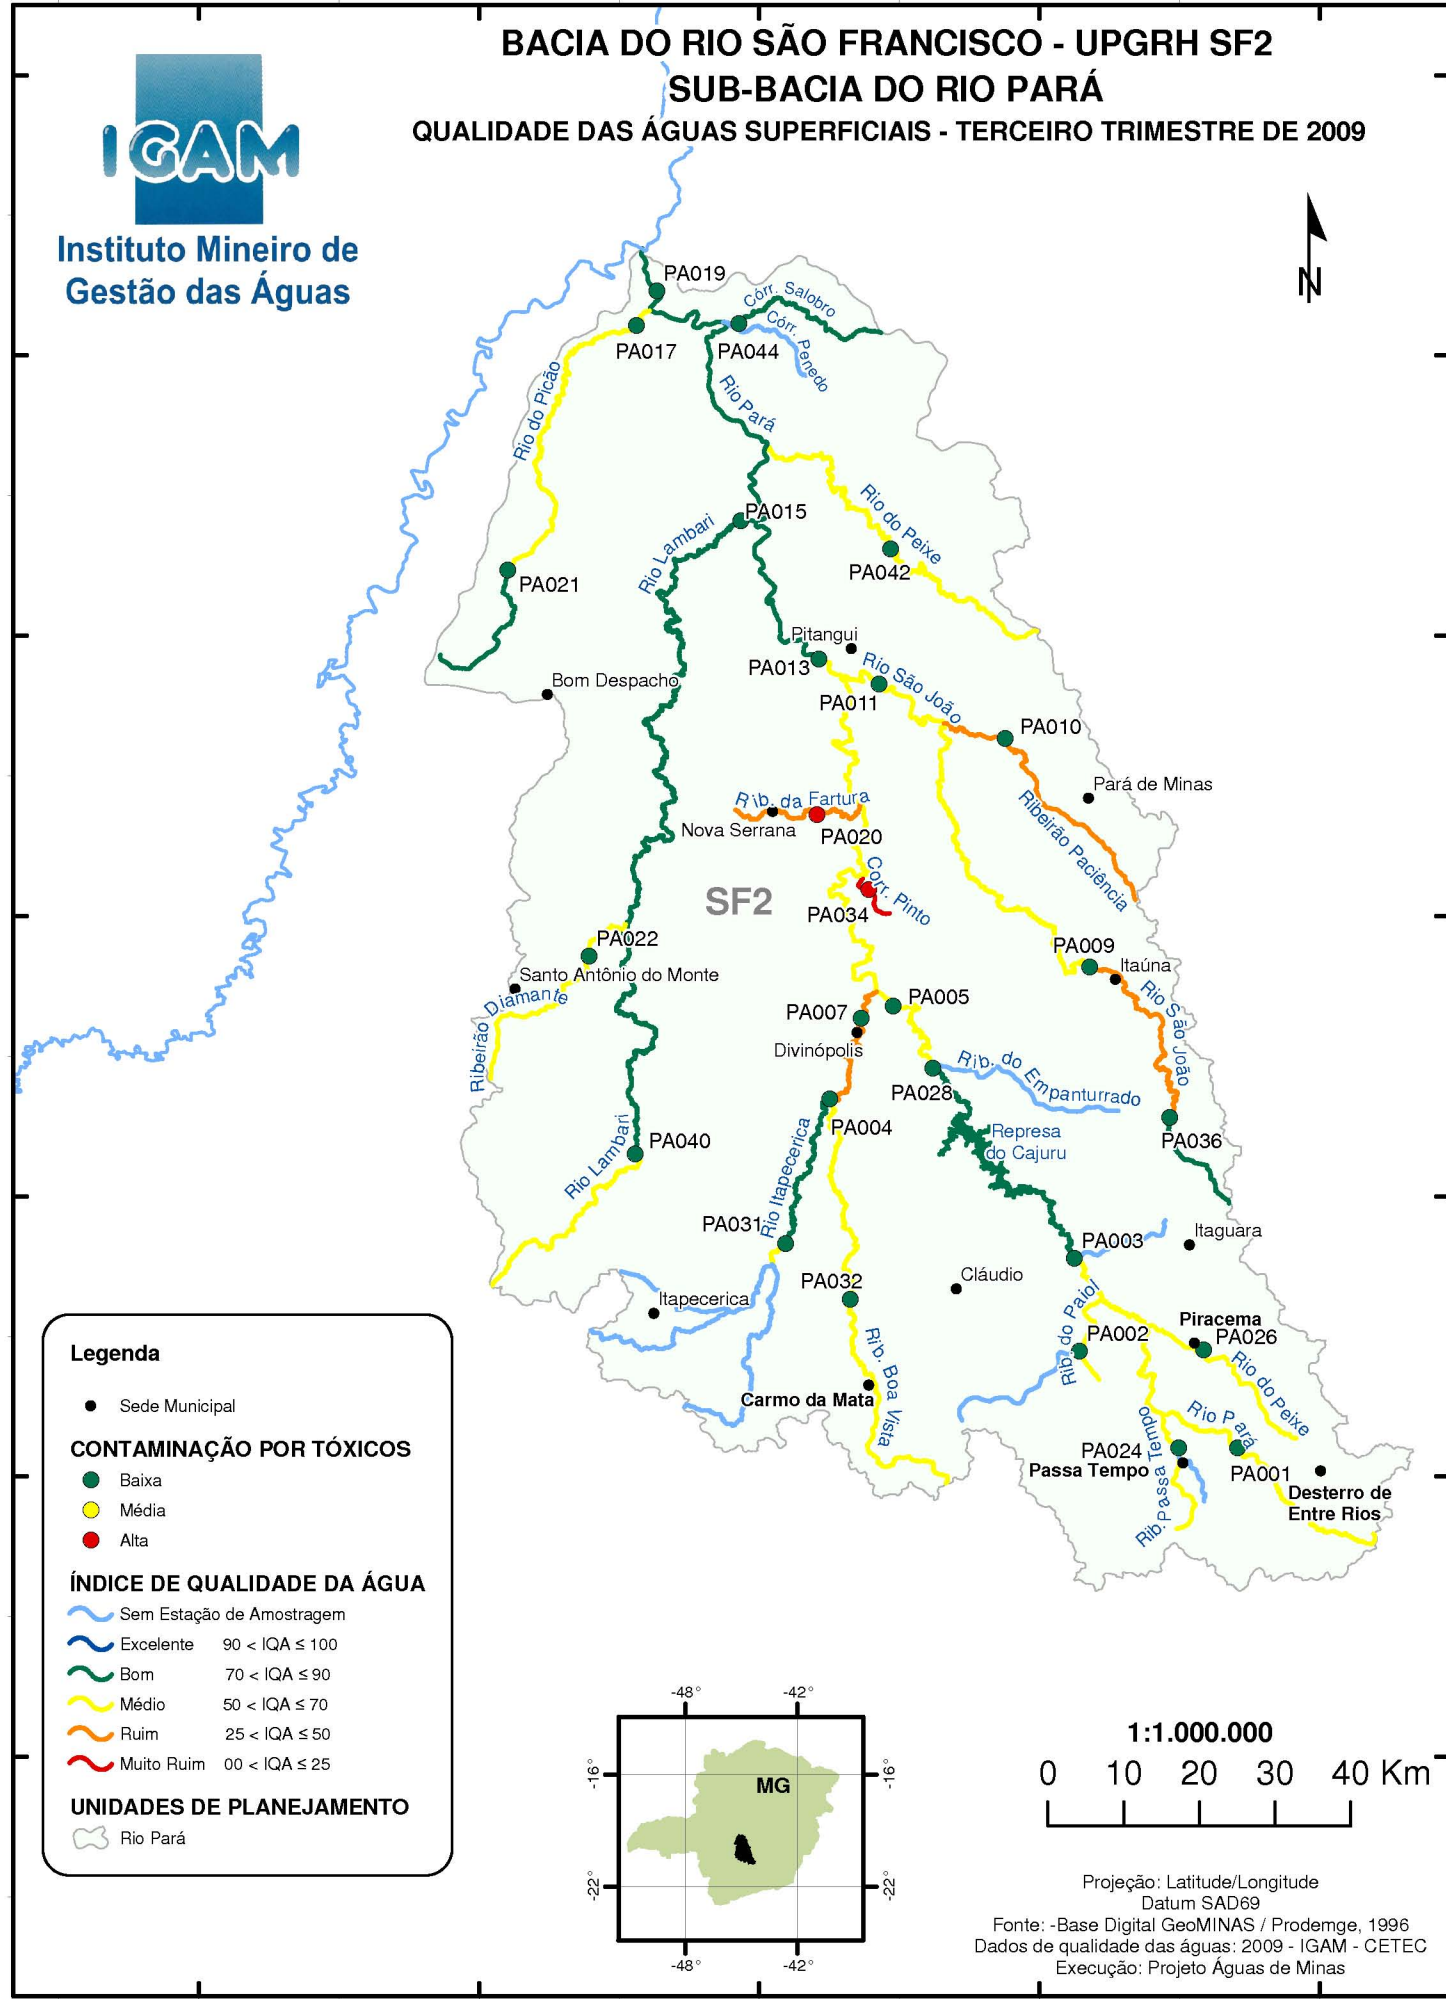 BACIA DO RIO SÃO FRANCISCO - UPGRH SF2
SUB-BACIA DO RIO PARÁ
QUALIDADE DAS ÁGUAS SUPERFICIAIS - TERCEIRO TRIMESTRE DE 2009
IGAM
Instituto Mineiro de
Gestão das Águas
N
PA019
Córr. Salobro
Córr. Penedo
PA017
PA044
Rio do Picão
Rio Pará
PA015
Rio Lambari
Rio do Peixe
PA042
PA021
Pitangui
PA013
Rio São João
Bom Despacho
PA011
PA010
Pará de Minas
Rib. da Fartura
Ribeirão Paciência
Nova Serrana
PA020
Corr. Pinto
SF2
PA034
PA022
PA009
Itaúna
Santo Antônio do Monte
Ribeirão Diamante
PA005
PA007
Rio São João
Divinópolis
Rib. do Empanturrado
PA028
PA004
Represa
do Cajuru
PA036
PA040
Rio Lambari
Rio Itapecerica
PA031
Itaguara
PA003
Cláudio
PA032
Itapecerica
Rib. do Paiol
Piracema
PA002
PA026
Rio do Peixe
Rib. Boa Vista
Carmo da Mata
Rio Pará
PA024
Passa Tempo
Rib. Passa Tempo
PA001
Desterro de
Entre Rios
Legenda
Sede Municipal
CONTAMINAÇÃO POR TÓXICOS
Baixa
Média
Alta
ÍNDICE DE QUALIDADE DA ÁGUA
Sem Estação de Amostragem
Excelente 90 < IQA ≤ 100
Bom 70 < IQA ≤ 90
Médio 50 < IQA ≤ 70
Ruim 25 < IQA ≤ 50
Muito Ruim 00 < IQA ≤ 25
UNIDADES DE PLANEJAMENTO
Rio Pará
-48° -42°
-16° -16°
MG
-22° -22°
-48° -42°
1:1.000.000
0 10 20 30 40 Km
Projeção: Latitude/Longitude
Datum SAD69
Fonte: -Base Digital GeoMINAS / Prodemge, 1996
Dados de qualidade das águas: 2009 - IGAM - CETEC
Execução: Projeto Águas de Minas